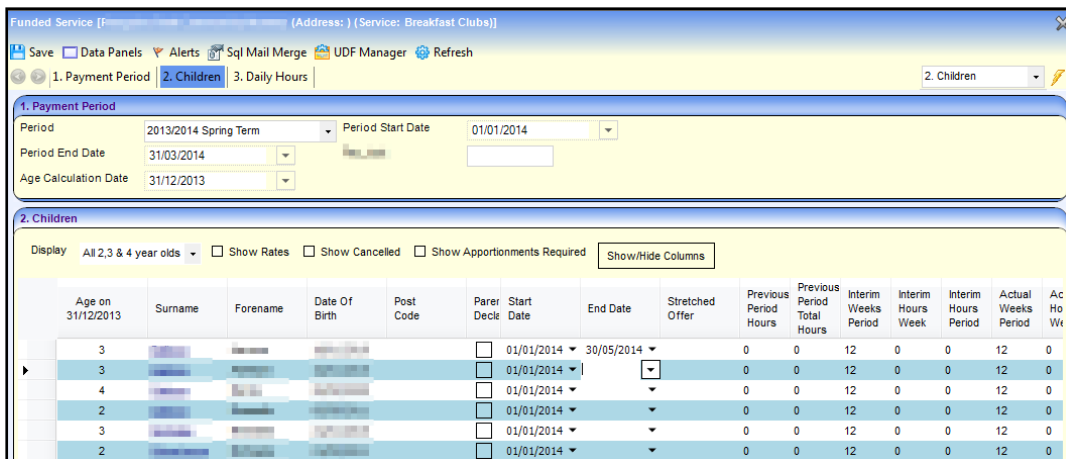 Funded Service [ (Address: ) (Service: Breakfast Clubs)]
Save Data Panels Alerts Sql Mail Merge UDF Manager Refresh
1. Payment Period 2. Children 3. Daily Hours 2. Children
1. Payment Period
Period 2013/2014 Spring Term Period Start Date 01/01/2014
Period End Date 31/03/2014
Age Calculation Date 31/12/2013
2. Children
Display All 2,3 & 4 year olds Show Rates Show Cancelled Show Apportionments Required Show/Hide Columns
Age on 31/12/2013 Surname Forename Date Of Birth Post Code Paren Decla Start Date End Date Stretched Offer Previous Period Hours Previous Period Total Hours Interim Weeks Period Interim Hours Week Interim Hours Period Actual Weeks Period Ac Ho We
3 01/01/2014 30/05/2014 0 0 12 0 0 12 0
3 01/01/2014 0 0 12 0 0 12 0
4 01/01/2014 0 0 12 0 0 12 0
2 01/01/2014 0 0 12 0 0 12 0
3 01/01/2014 0 0 12 0 0 12 0
2 01/01/2014 0 0 12 0 0 12 0